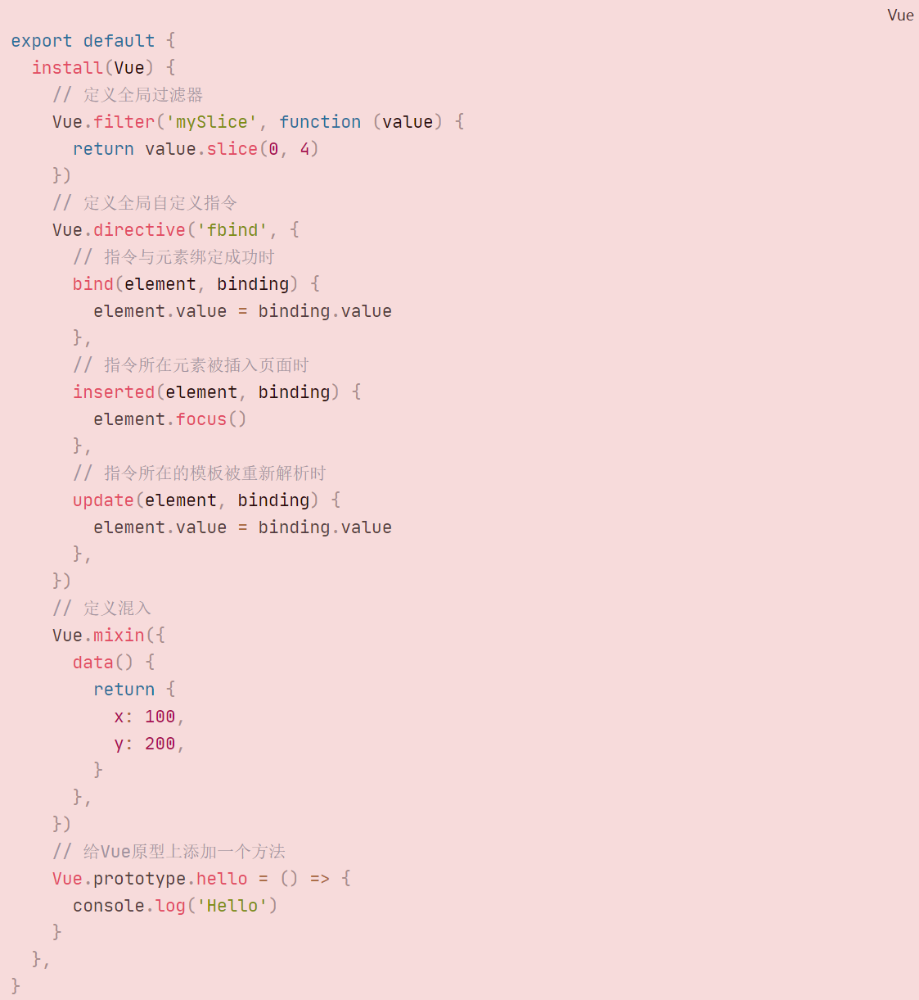 Vue
export default {
  install(Vue) {
    // 定义全局过滤器
    Vue.filter('mySlice', function (value) {
      return value.slice(0, 4)
    })
    // 定义全局自定义指令
    Vue.directive('fbind', {
      // 指令与元素绑定成功时
      bind(element, binding) {
        element.value = binding.value
      },
      // 指令所在元素被插入页面时
      inserted(element, binding) {
        element.focus()
      },
      // 指令所在的模板被重新解析时
      update(element, binding) {
        element.value = binding.value
      },
    })
    // 定义混入
    Vue.mixin({
      data() {
        return {
          x: 100,
          y: 200,
        }
      },
    })
    // 给Vue原型上添加一个方法
    Vue.prototype.hello = () => {
      console.log('Hello')
    }
  },
}